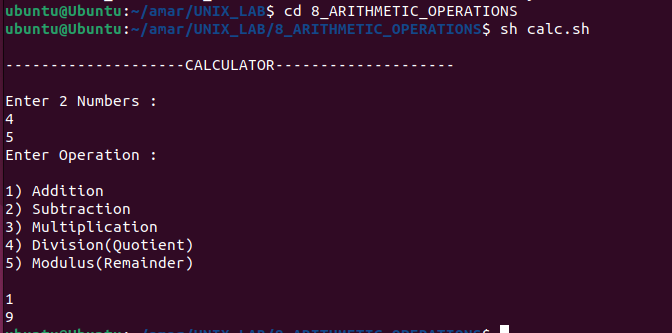 ubuntu@Ubuntu:~/amar/UNIX_LAB$ cd 8_ARITHMETIC_OPERATIONS
ubuntu@Ubuntu:~/amar/UNIX_LAB/8_ARITHMETIC_OPERATIONS$ sh calc.sh
--------------------CALCULATOR--------------------
Enter 2 Numbers :
4
5
Enter Operation :
1) Addition
2) Subtraction
3) Multiplication
4) Division(Quotient)
5) Modulus(Remainder)
1
9
ubuntu@Ubuntu:~/amar/UNIX_LAB/8_ARITHMETIC_OPERATIONS$